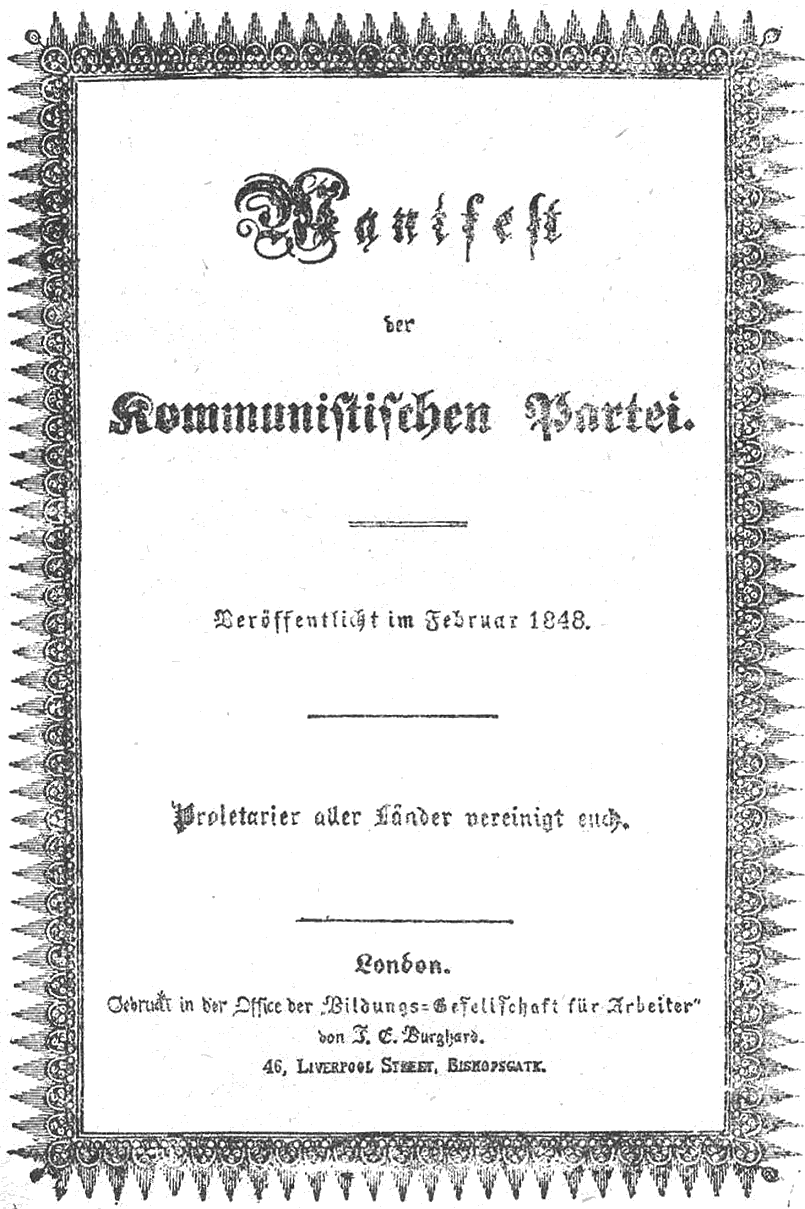 Manifest
der
Kommunistischen Partei.
Veröffentlicht im Februar 1848.
Proletarier aller Länder vereinigt euch.
London.
Gedruckt in der Office der „Bildungs=Gesellschaft für Arbeiter"
von J. E. Burghard.
46, LIVERPOOL STREET, BISHOPSGATE.